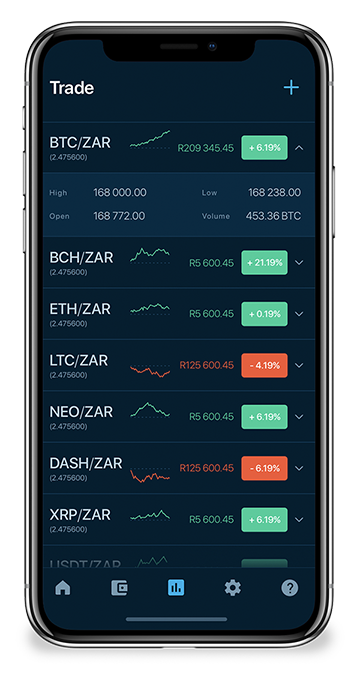 Trade
BTC/ZAR R209 345.45 + 6.19%
(2.475600)
High 168 000.00 Low 168 238.00
Open 168 772.00 Volume 453.36 BTC
BCH/ZAR R5 600.45 + 21.19%
(2.475600)
ETH/ZAR R5 600.45 + 0.19%
(2.475600)
LTC/ZAR R125 600.45 - 4.19%
(2.475600)
NEO/ZAR R5 600.45 + 6.19%
(2.475600)
DASH/ZAR R125 600.45 - 6.19%
(2.475600)
XRP/ZAR R5 600.45 + 6.19%
(2.475600)
USDT/ZAR